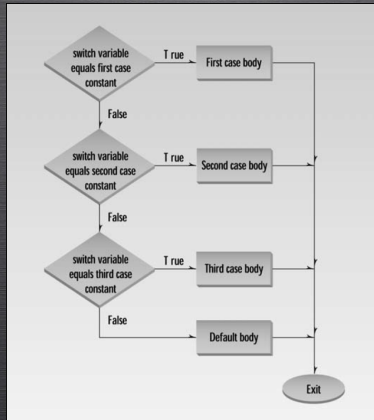 switch variable
equals first case
constant
T rue
First case body
False
switch variable
equals second case
constant
T rue
Second case body
False
switch variable
equals third case
constant
T rue
Third case body
False
Default body
Exit